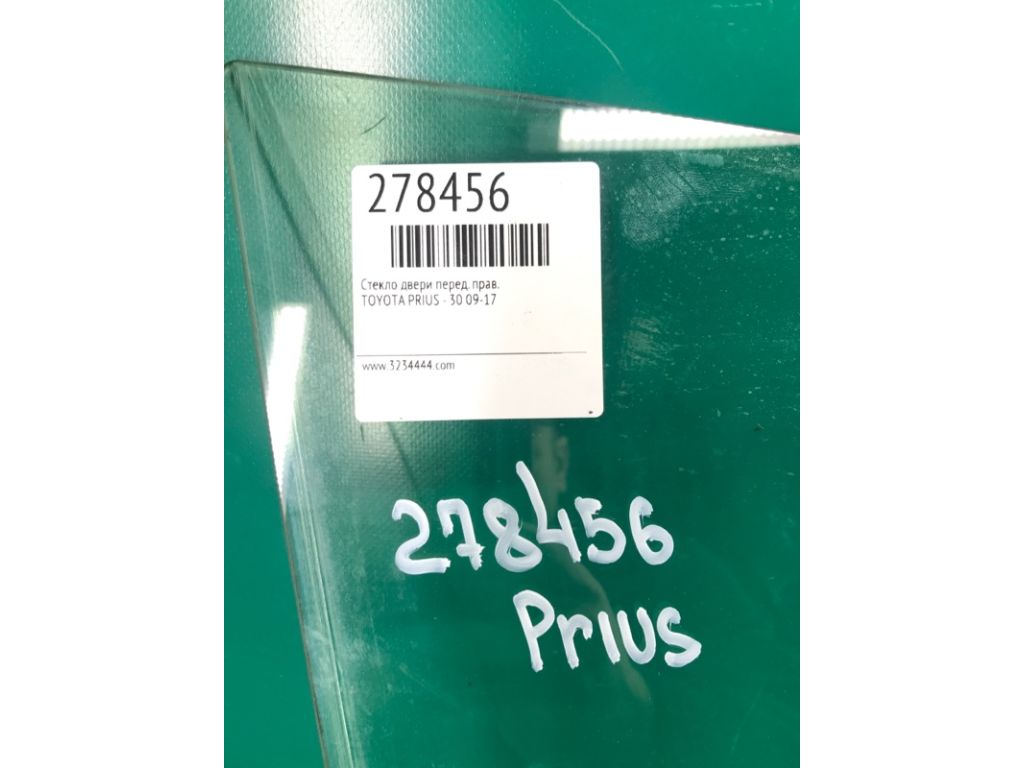 278456
Стекло двери перед. прав.
TOYOTA PRIUS - 30 09-17
www.3234444.com
278456
Prius